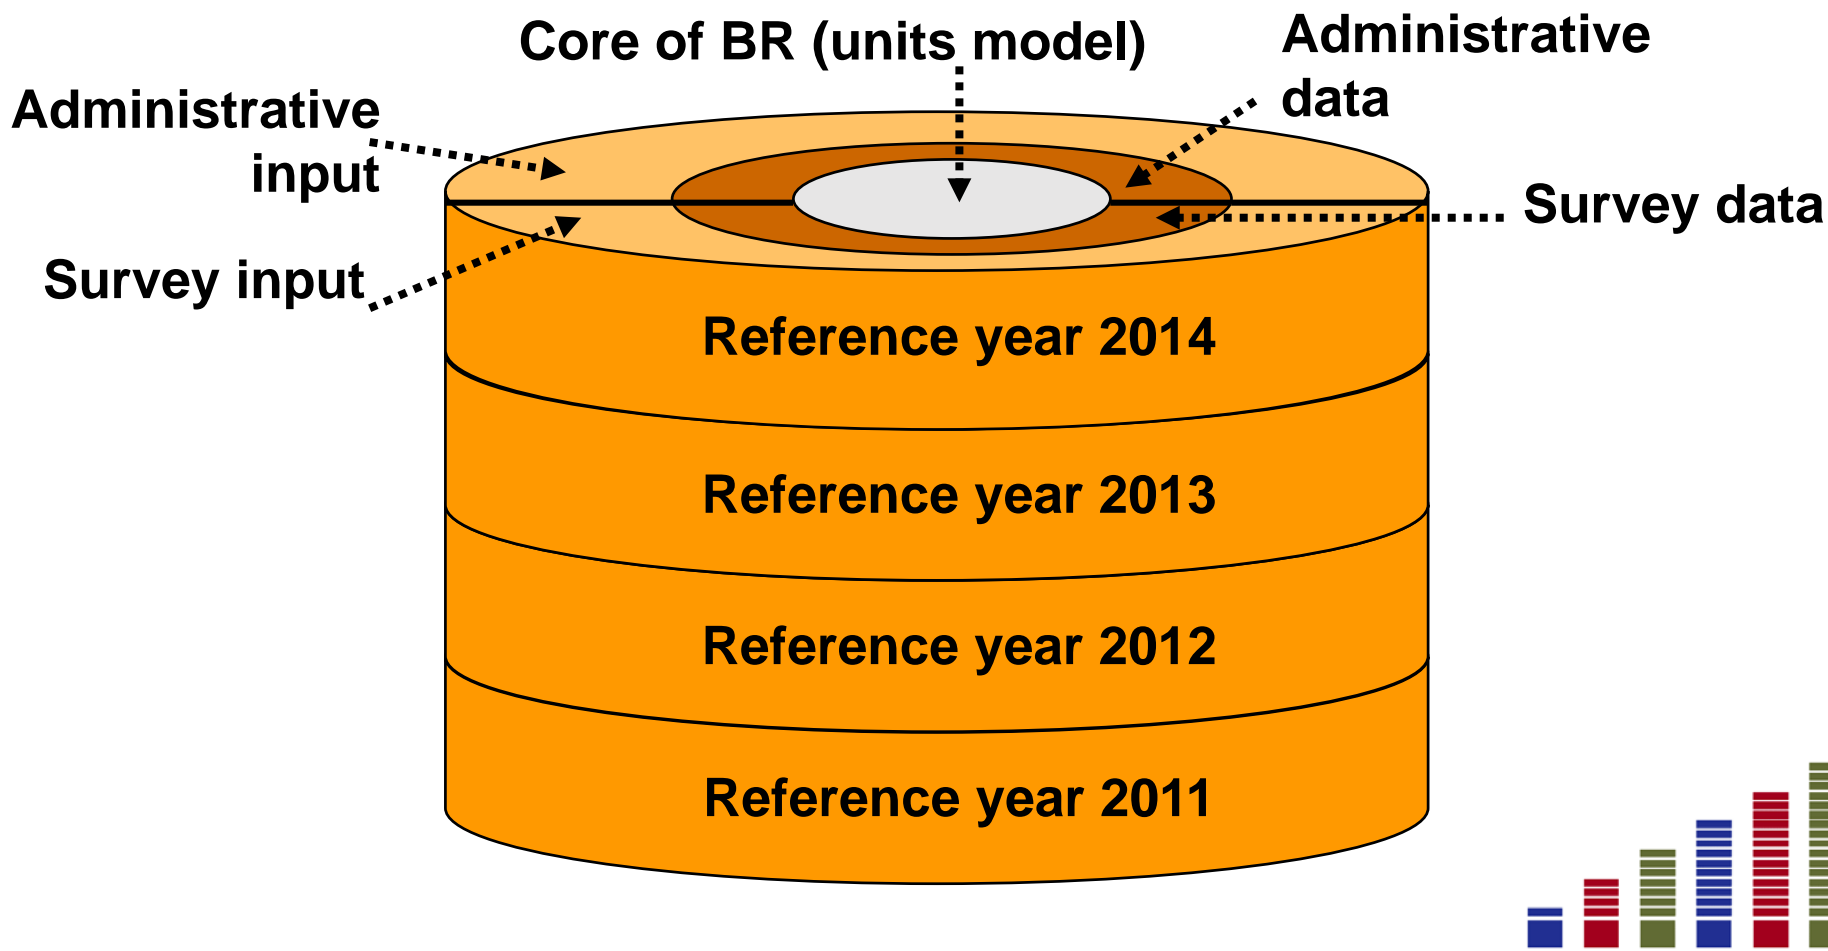 Core of BR (units model)
Administrative
data
Administrative
input
Survey data
Survey input
Reference year 2014
Reference year 2013
Reference year 2012
Reference year 2011